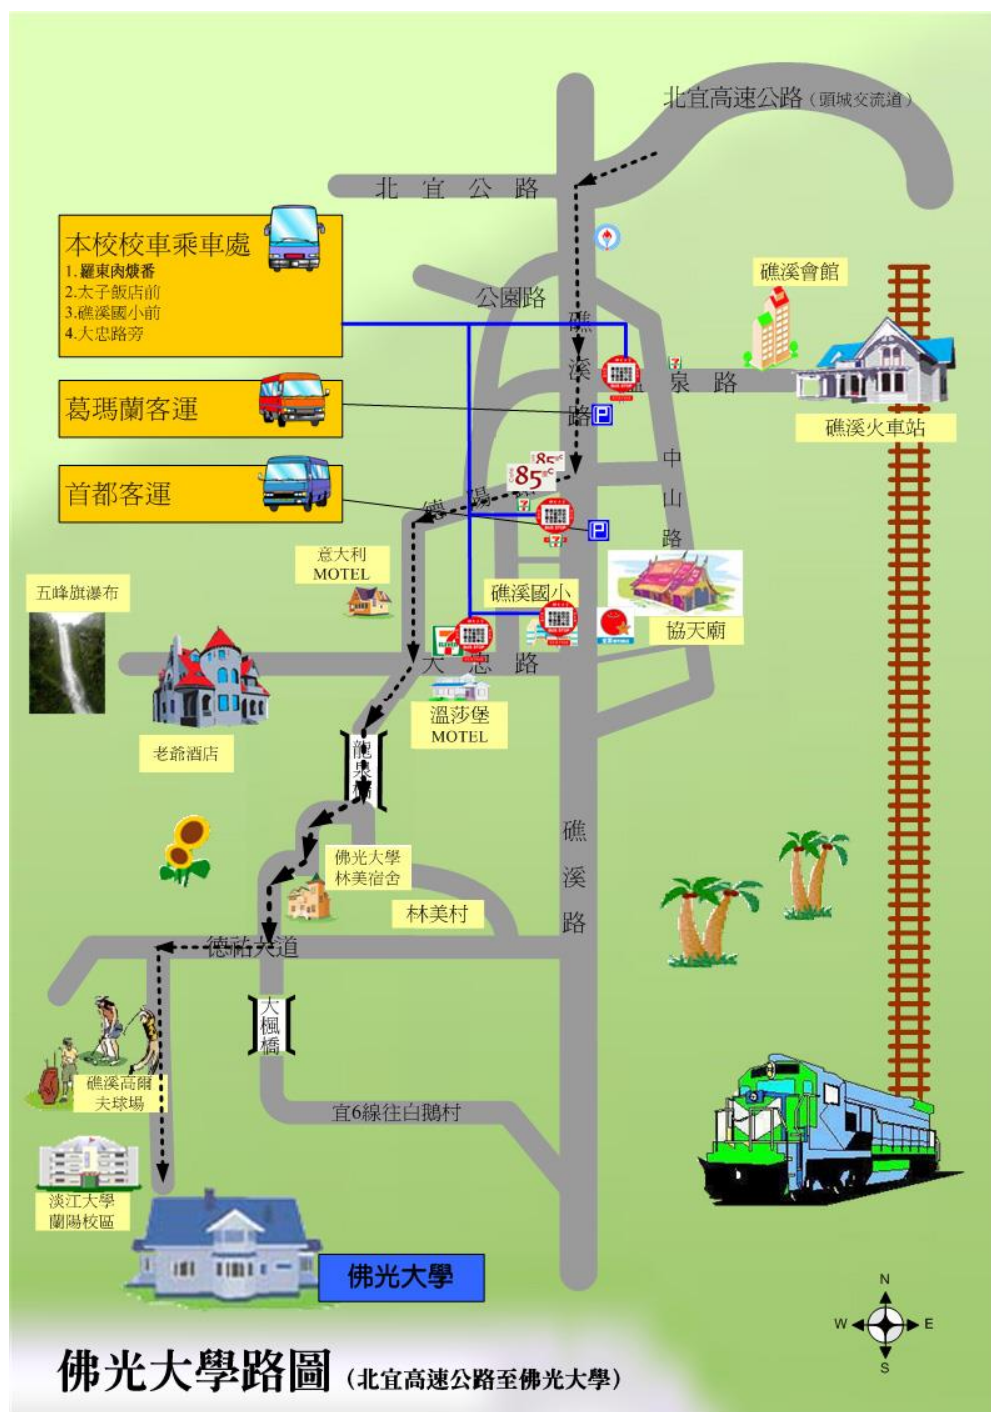 北宜高速公路（頭城交流道）
北宜公路
本校校車乘車處
1.羅東肉焿番
2.太子飯店前
3.礁溪國小前
4.大忠路旁
公園路
礁溪會館
礁溪路
溫泉路
葛瑪蘭客運
P
礁溪火車站
中山路
85°C
85°C
德陽路
首都客運
P
意大利
MOTEL
五峰旗瀑布
礁溪國小
協天廟
7
ELEVEN
大忠路
溫莎堡
MOTEL
老爺酒店
龍泉橋
礁溪路
佛光大學
林美宿舍
林美村
德祐大道
大楓橋
礁溪高爾
夫球場
宜6線往白鵝村
淡江大學
蘭陽校區
佛光大學
N
W
E
S
佛光大學路圖（北宜高速公路至佛光大學）